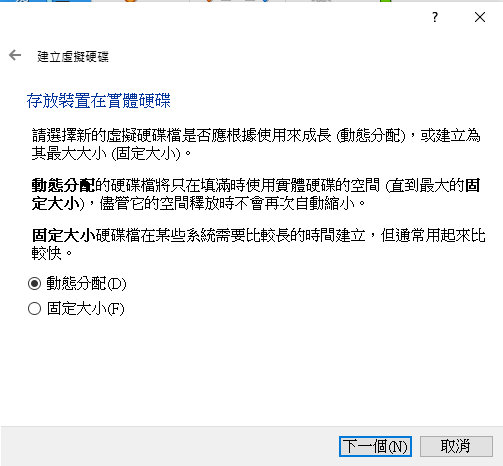 ?
建立虛擬硬碟
存放裝置在實體硬碟
請選擇新的虛擬硬碟檔是否應根據使用來成長 (動態分配)，或建立為
其最大大小 (固定大小)。
動態分配的硬碟檔將只在填滿時使用實體硬碟的空間 (直到最大的固
定大小)，儘管它的空間釋放時不會再次自動縮小。
固定大小硬碟檔在某些系統需要比較長的時間建立，但通常用起來比
較快。
動態分配(D)
固定大小(F)
下一個(N) 取消